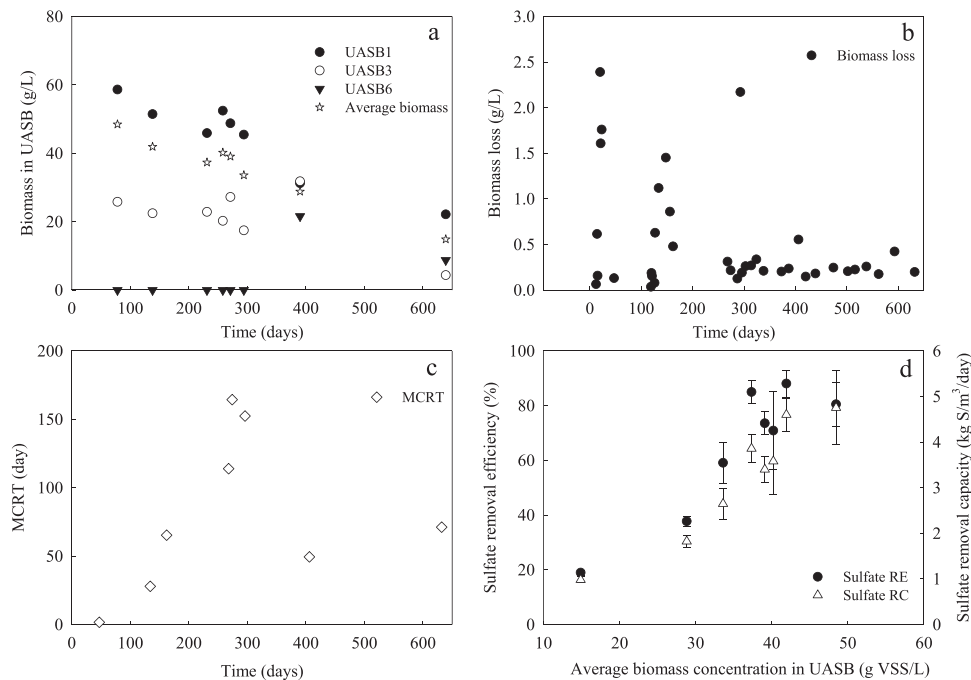 a
80
60
40
20
0
Biomass in UASB (g/L)
UASB1
UASB3
UASB6
Average biomass
0 100 200 300 400 500 600
Time (days)
b
3.0
2.5
2.0
1.5
1.0
0.5
0.0
Biomass loss (g/L)
Biomass loss
0 100 200 300 400 500 600
Time (days)
c
200
150
100
50
0
MCRT (day)
MCRT
0 100 200 300 400 500 600
Time (days)
d
100
80
60
40
20
0
Sulfate removal efficiency (%)
6
5
4
3
2
1
0
Sulfate removal capacity (kg S/m³/day)
Sulfate RE
Sulfate RC
10 20 30 40 50 60
Average biomass concentration in UASB (g VSS/L)